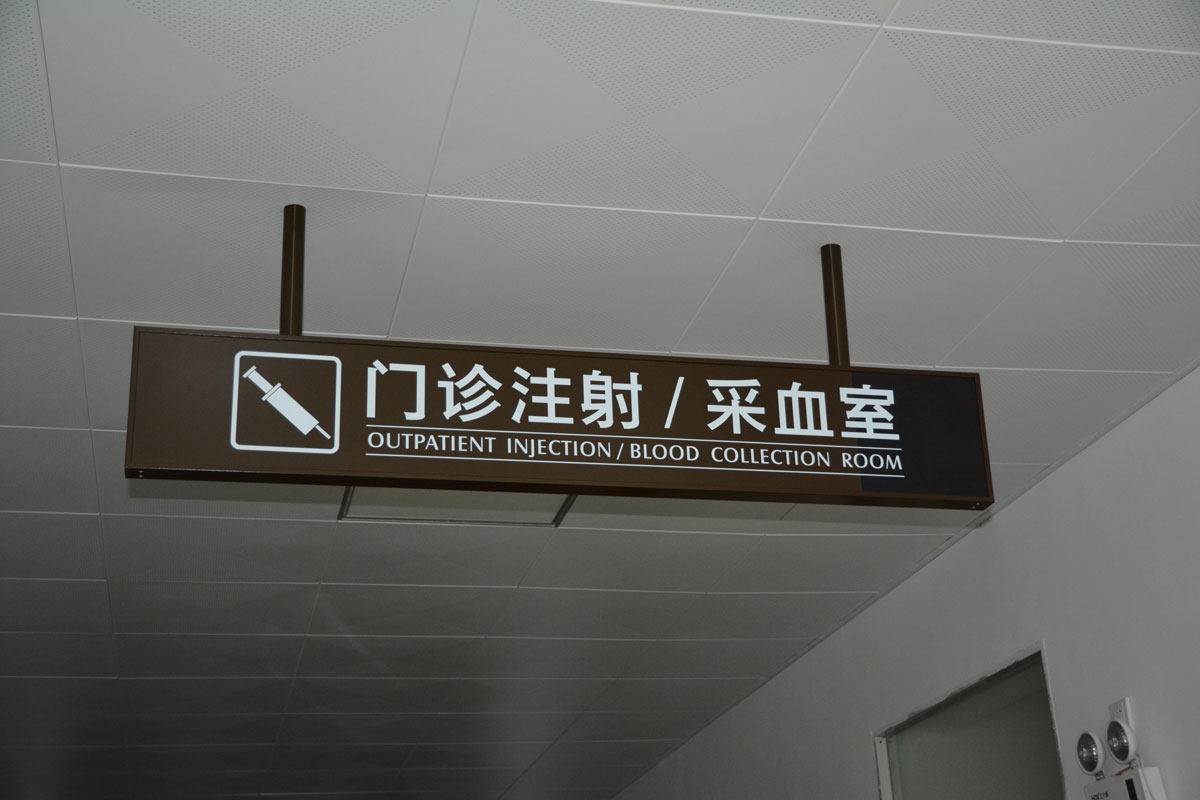 门诊注射 / 采血室
OUTPATIENT INJECTION / BLOOD COLLECTION ROOM